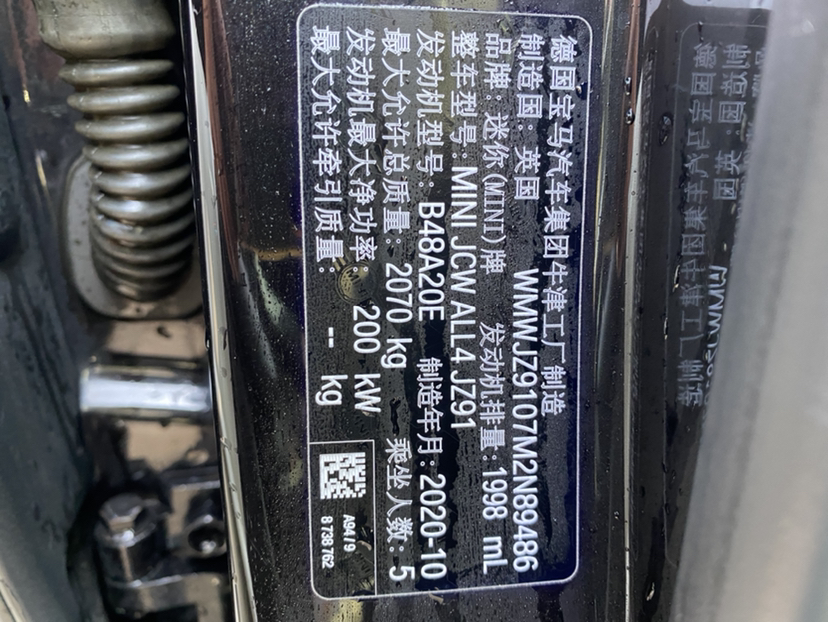 德国宝马汽车集团牛津工厂制造
制造国: 英国 WMWJZ9107M2N89486
品牌: 迷你(MINI)牌 发动机排量: 1998 mL
整车型号: MINI JCW ALL4 JZ91
发动机型号: B48A20E 制造年月: 2020-10
最大允许总质量: 2070 kg 乘坐人数: 5
发动机最大净功率: 200 kW
最大允许牵引质量: -- kg
A94/9
8 738 762